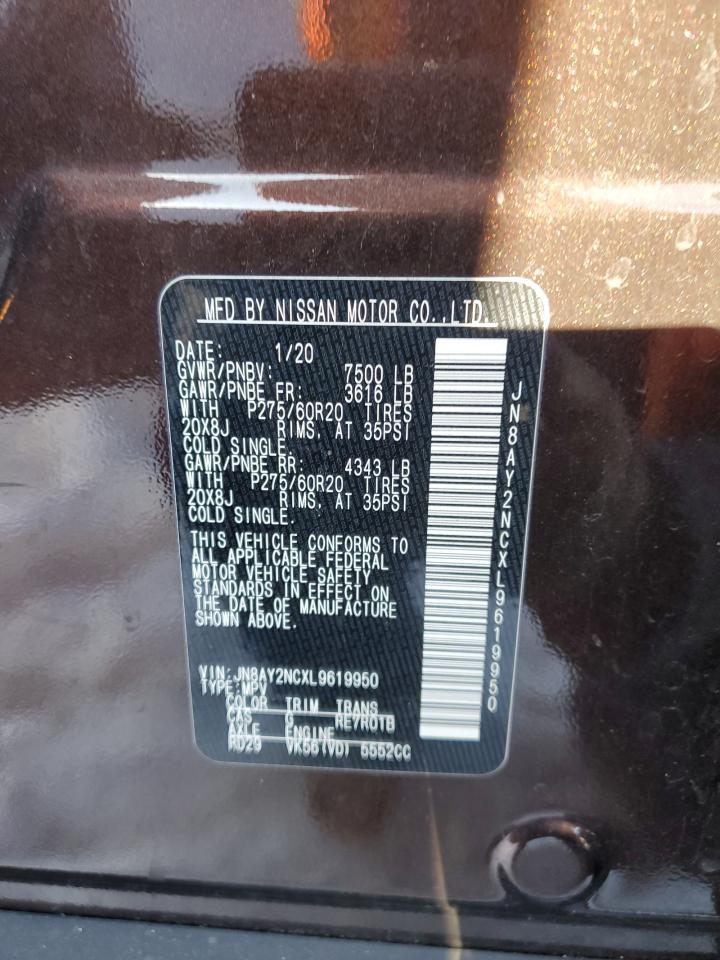 MFD BY NISSAN MOTOR CO.,LTD.
DATE: 1/20
GVWR/PNBV: 7500 LB
GAWR/PNBE FR: 3616 LB
WITH P275/60R20 TIRES
20X8J RIMS, AT 35PSI
COLD SINGLE.
GAWR/PNBE RR: 4343 LB
WITH P275/60R20 TIRES
20X8J RIMS, AT 35PSI
COLD SINGLE.
THIS VEHICLE CONFORMS TO
ALL APPLICABLE FEDERAL
MOTOR VEHICLE SAFETY
STANDARDS IN EFFECT ON
THE DATE OF MANUFACTURE
SHOWN ABOVE.
VIN: JN8AY2NCXL9619950
TYPE: MPV
COLOR TRIM TRANS
CAS G RE7R01B
AXLE ENGINE
RD29 VK56(VD) 5552CC
JN8AY2NCXL9619950